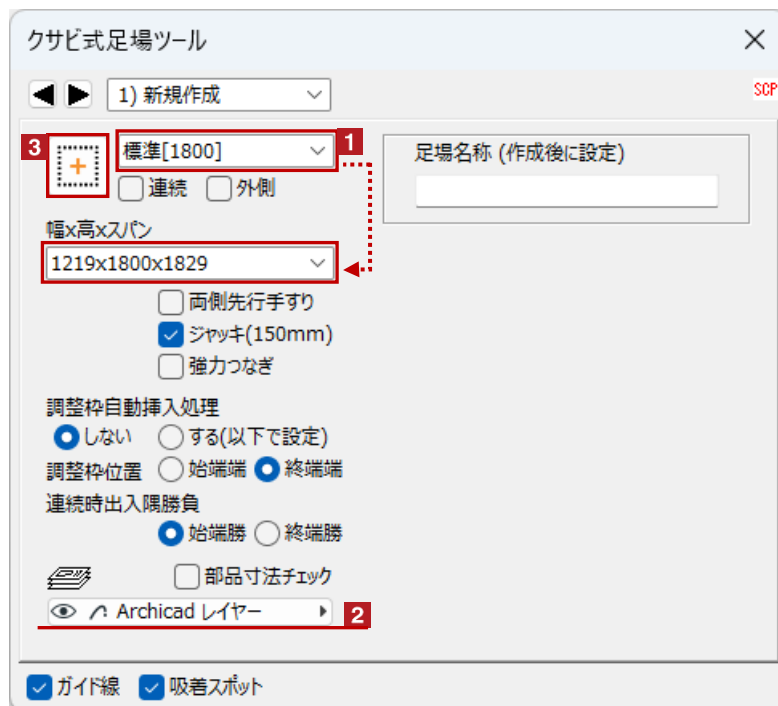 クサビ式足場ツール
1) 新規作成
SCP
3
標準[1800]
1
足場名称 (作成後に設定)
連続 外側
幅x高xスパン
1219x1800x1829
両側先行手すり
ジャッキ(150mm)
強力つなぎ
調整枠自動挿入処理
しない する(以下で設定)
調整枠位置 始端端 終端端
連続時出入隅勝負
始端勝 終端勝
部品寸法チェック
Archicad レイヤー
2
ガイド線 吸着スポット